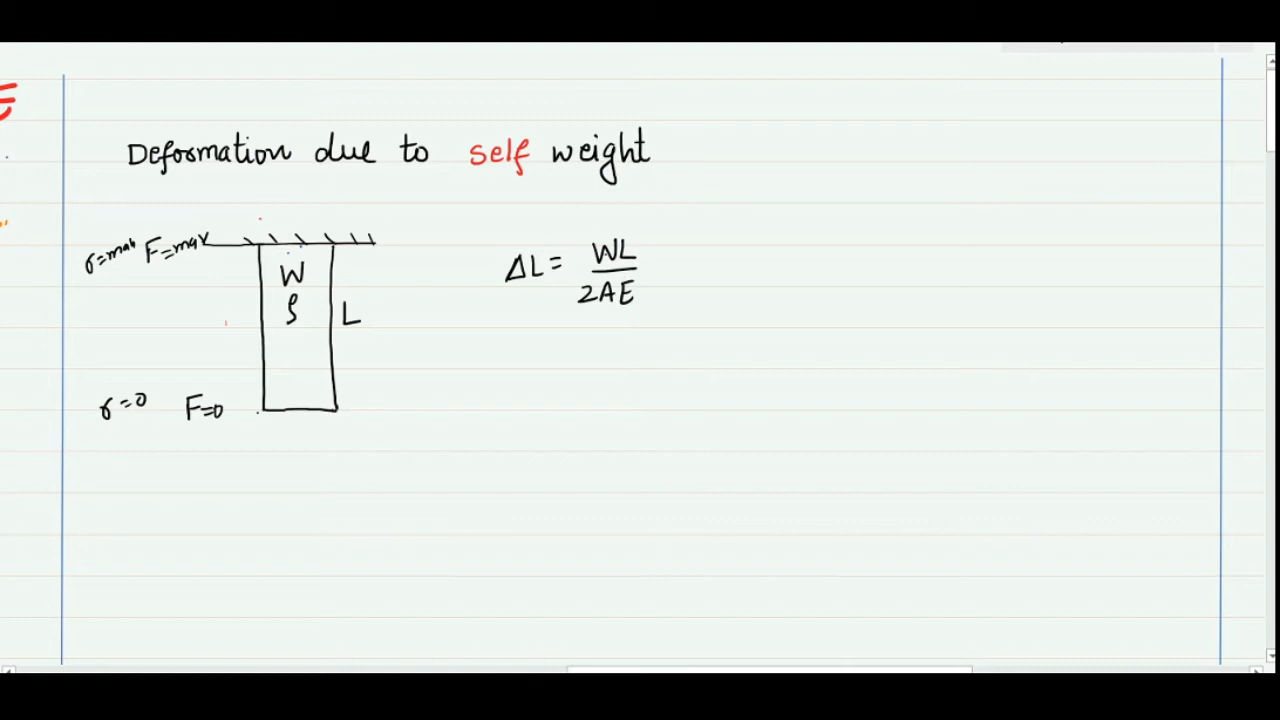 Deformation due to self weight
σ=max F=max
W
ρ
L
ΔL = WL
2AE
σ=0 F=0